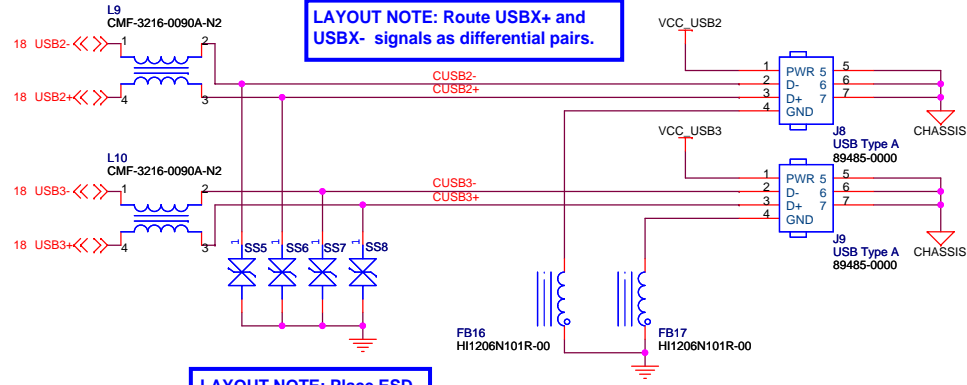 L9
CMF-3216-0090A-N2
LAYOUT NOTE: Route USBX+ and
USBX- signals as differential pairs.
VCC_USB2
18 USB2-
1
2
18 USB2+
4
3
CUSB2-
CUSB2+
1
2
3
4
PWR 5
D- 6
D+ 7
GND
5
6
7
CHASSIS
J8
USB Type A
89485-0000
L10
CMF-3216-0090A-N2
VCC_USB3
18 USB3-
1
2
18 USB3+
4
3
CUSB3-
CUSB3+
1
2
3
4
PWR 5
D- 6
D+ 7
GND
5
6
7
CHASSIS
J9
USB Type A
89485-0000
1
SS5
1
SS6
1
SS7
1
SS8
FB16
HI1206N101R-00
FB17
HI1206N101R-00
LAYOUT NOTE: Place ESD